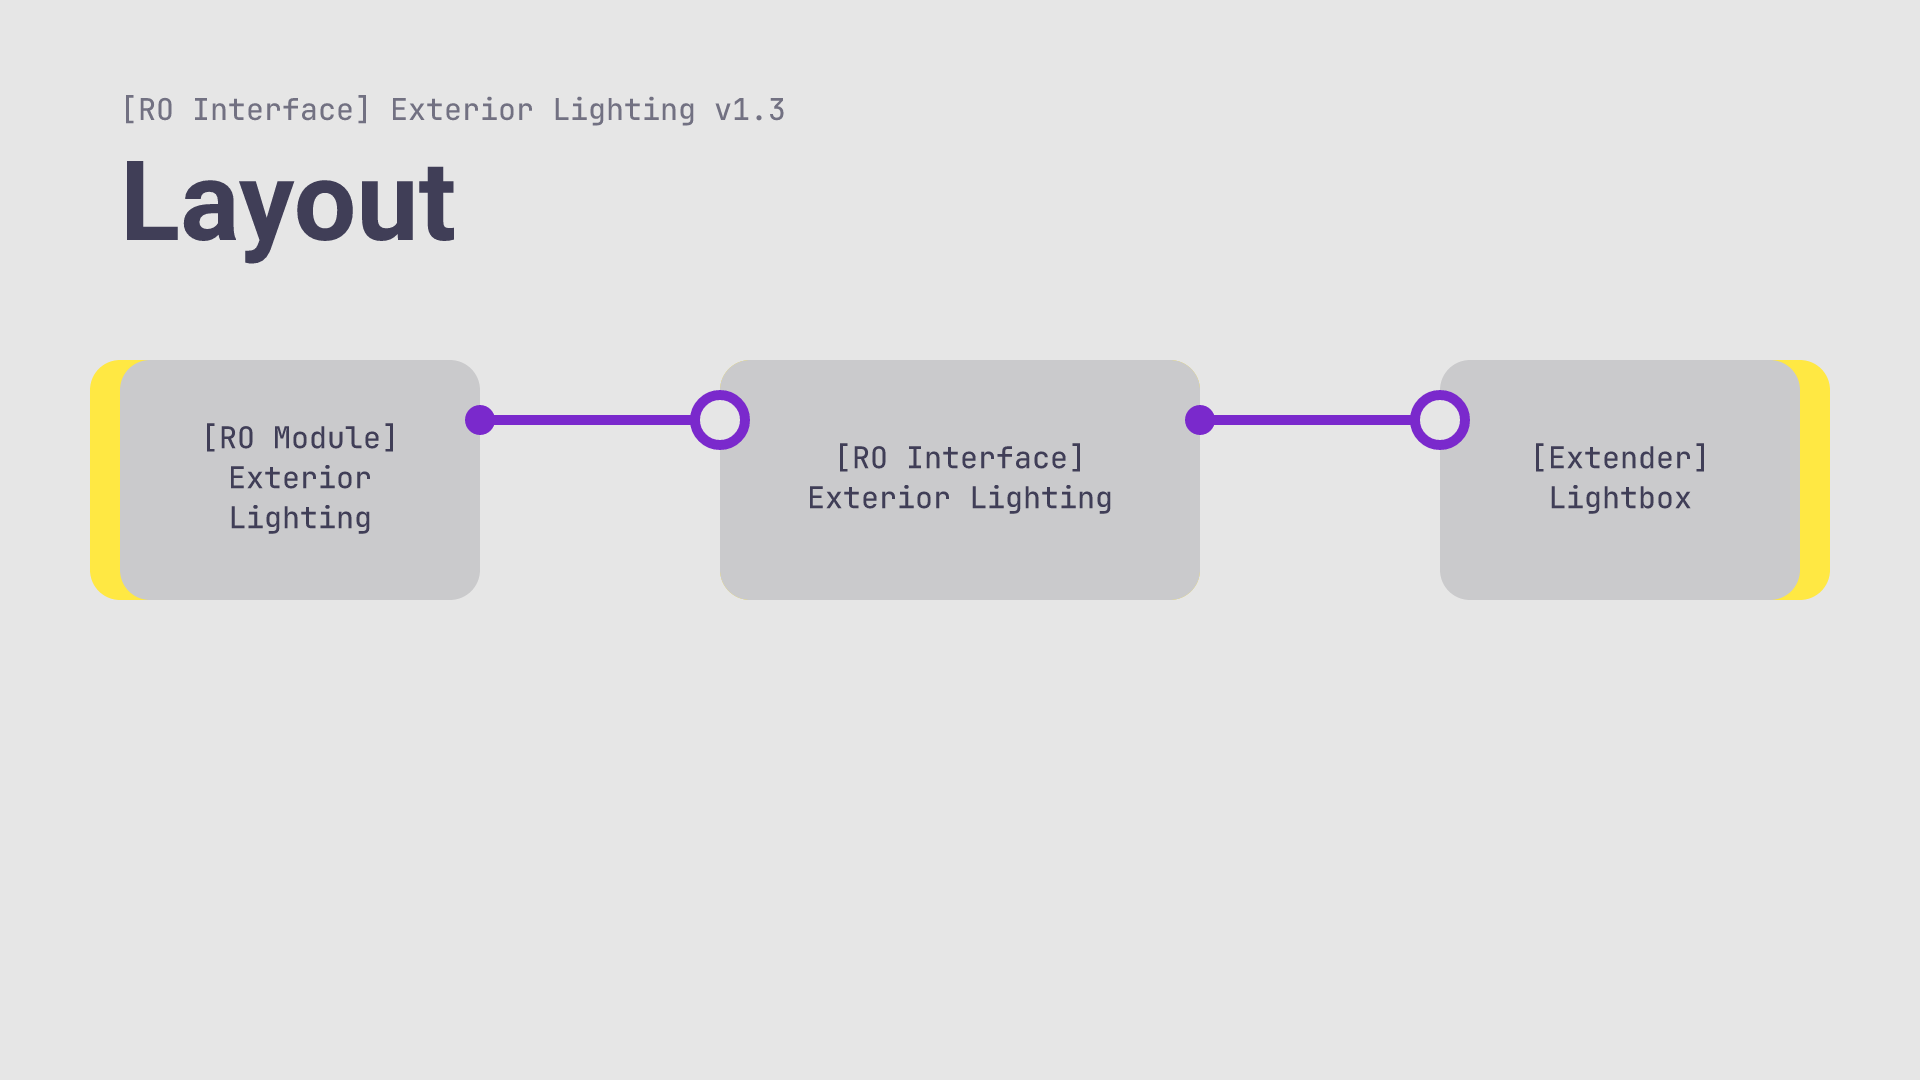 [RO Interface] Exterior Lighting v1.3
Layout
[RO Module]
Exterior
Lighting
[RO Interface]
Exterior Lighting
[Extender]
Lightbox